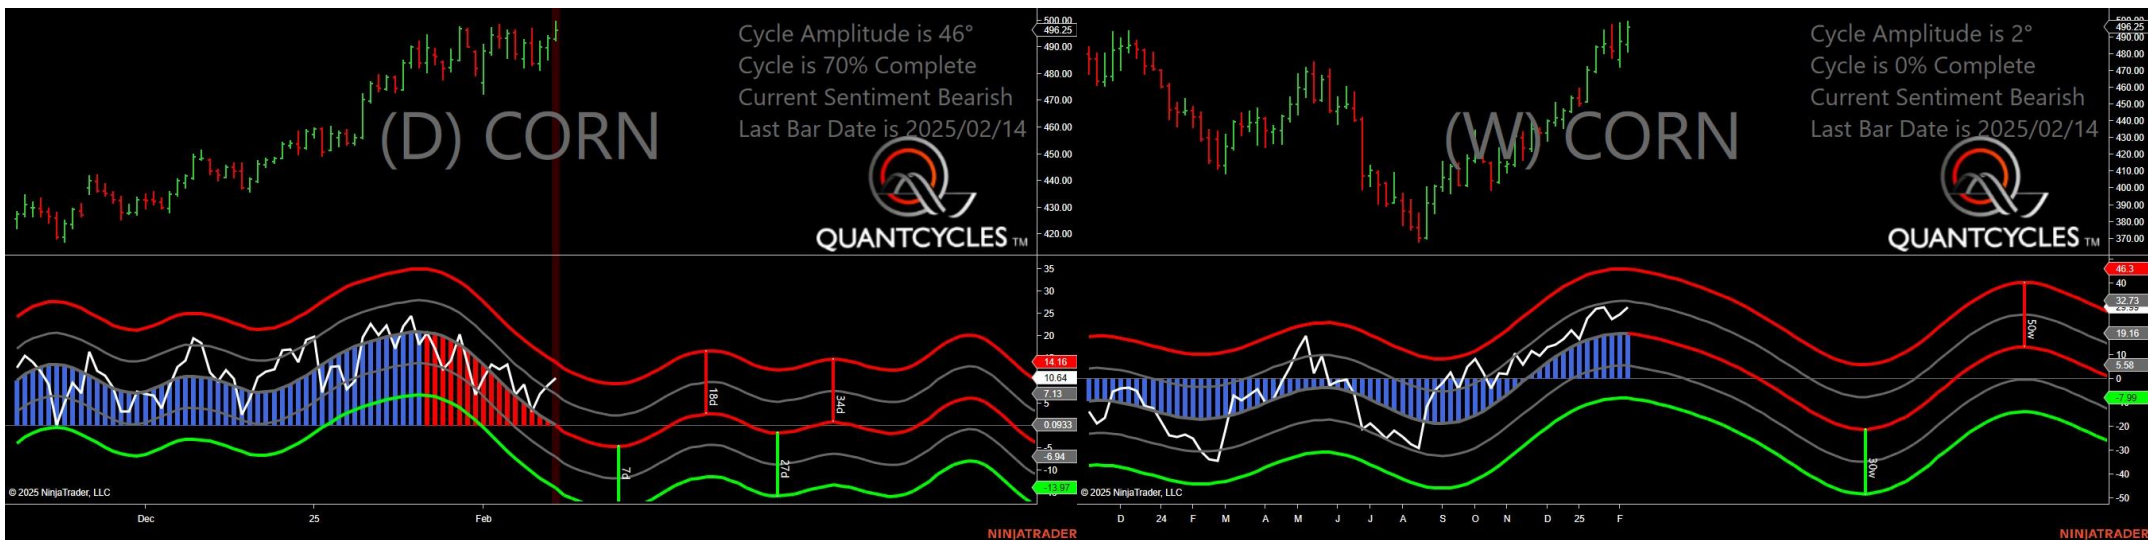 Cycle Amplitude is 46°
Cycle is 70% Complete
Current Sentiment Bearish
Last Bar Date is 2025/02/14
(D) CORN
QUANTCYCLES TM
500.00
496.25
490.00
480.00
470.00
460.00
450.00
440.00
430.00
420.00
35
30
25
20
15
14.16
10.64
7.13
5
0.0933
-5
-6.94
-10
-13.97
7d
18d
27d
34d
© 2025 NinjaTrader, LLC
Dec
25
Feb
NINJATRADER
Cycle Amplitude is 2°
Cycle is 0% Complete
Current Sentiment Bearish
Last Bar Date is 2025/02/14
(W) CORN
QUANTCYCLES TM
500.00
496.25
490.00
480.00
470.00
460.00
450.00
440.00
430.00
420.00
410.00
400.00
390.00
380.00
370.00
46.3
40
32.73
29.99
19.16
10
5.58
0
-7.99
-20
-30
-40
-50
30w
50w
© 2025 NinjaTrader, LLC
D 24 F M A M J J A S O N D 25 F
NINJATRADER